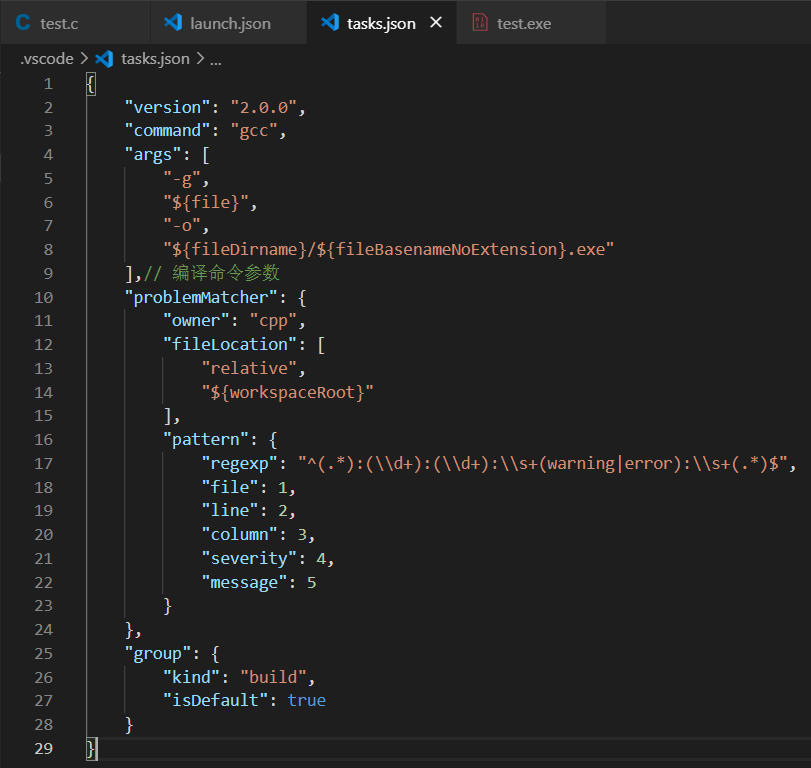 test.c launch.json tasks.json × test.exe
.vscode > tasks.json > ...
1 {
2 "version": "2.0.0",
3 "command": "gcc",
4 "args": [
5 "-g",
6 "${file}",
7 "-o",
8 "${fileDirname}/${fileBasenameNoExtension}.exe"
9 ],// 编译命令参数
10 "problemMatcher": {
11 "owner": "cpp",
12 "fileLocation": [
13 "relative",
14 "${workspaceRoot}"
15 ],
16 "pattern": {
17 "regexp": "^(.*):(\\d+):(\\d+):\\s+(warning|error):\\s+(.*)$",
18 "file": 1,
19 "line": 2,
20 "column": 3,
21 "severity": 4,
22 "message": 5
23 }
24 },
25 "group": {
26 "kind": "build",
27 "isDefault": true
28 }
29 }